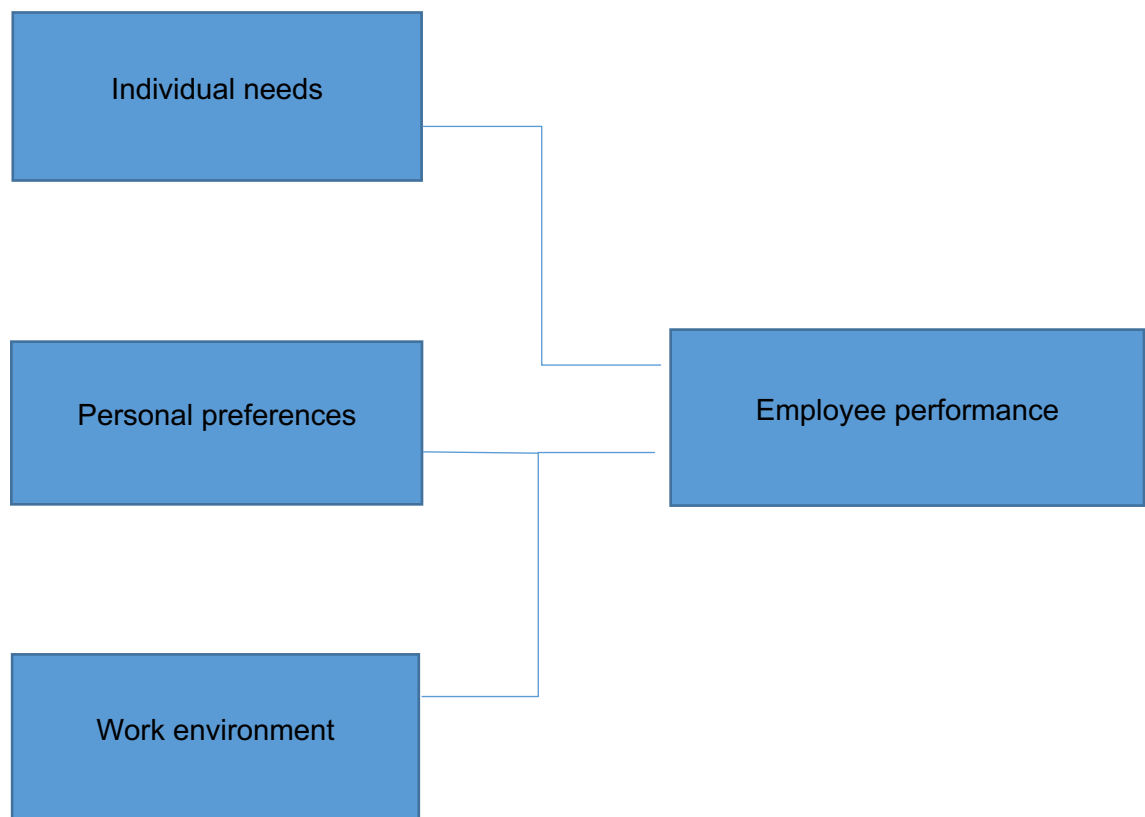 Individual needs
Personal preferences
Employee performance
Work environment